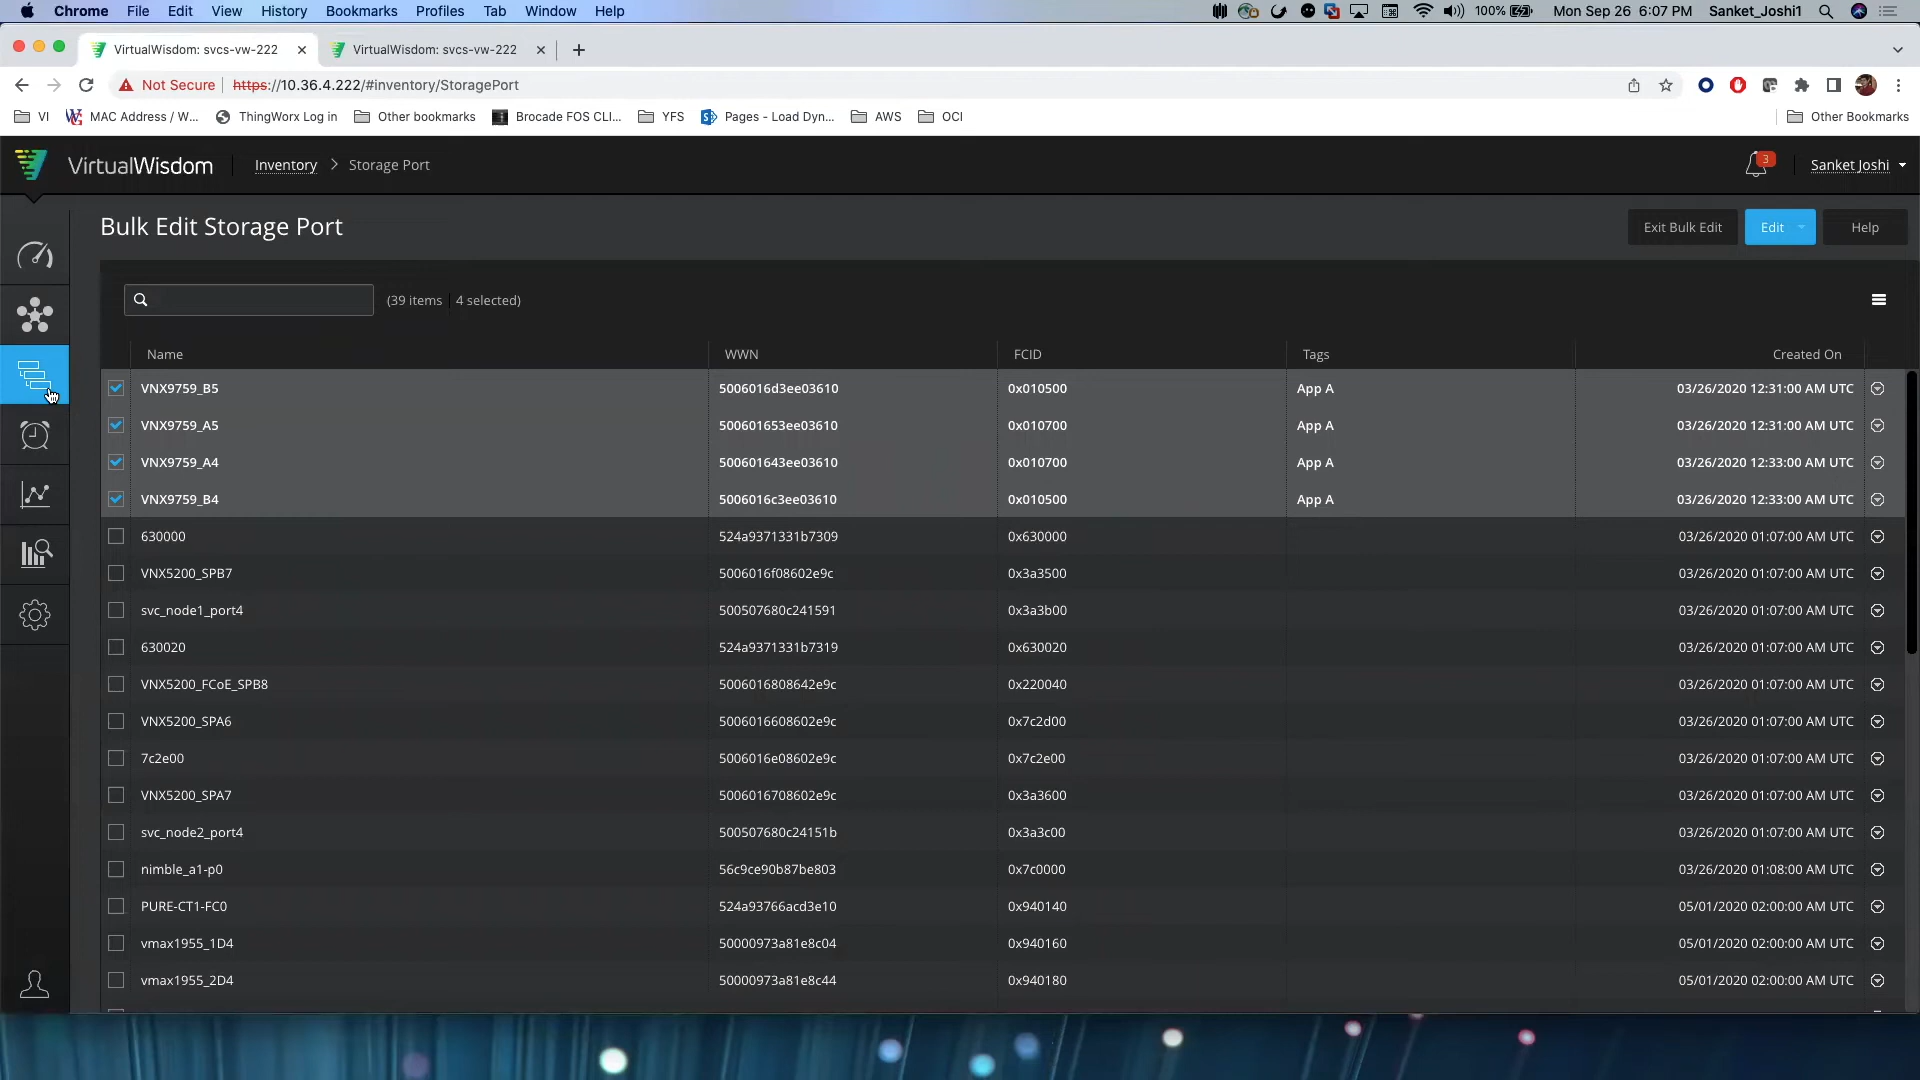 Chrome File Edit View History Bookmarks Profiles Tab Window Help 100% Mon Sep 26 6:07 PM Sanket_Joshi1
VirtualWisdom: svcs-vw-222 VirtualWisdom: svcs-vw-222
Not Secure https://10.36.4.222/#inventory/StoragePort
VI MAC Address / W... ThingWorx Log in Other bookmarks Brocade FOS CLI... YFS Pages - Load Dyn... AWS OCI Other Bookmarks
VirtualWisdom Inventory > Storage Port 3 Sanket Joshi
Bulk Edit Storage Port Exit Bulk Edit Edit Help
(39 items | 4 selected)
Name WWN FCID Tags Created On
VNX9759_B5 5006016d3ee03610 0x010500 App A 03/26/2020 12:31:00 AM UTC
VNX9759_A5 500601653ee03610 0x010700 App A 03/26/2020 12:31:00 AM UTC
VNX9759_A4 500601643ee03610 0x010700 App A 03/26/2020 12:33:00 AM UTC
VNX9759_B4 5006016c3ee03610 0x010500 App A 03/26/2020 12:33:00 AM UTC
630000 524a9371331b7309 0x630000 03/26/2020 01:07:00 AM UTC
VNX5200_SPB7 5006016f08602e9c 0x3a3500 03/26/2020 01:07:00 AM UTC
svc_node1_port4 500507680c241591 0x3a3b00 03/26/2020 01:07:00 AM UTC
630020 524a9371331b7319 0x630020 03/26/2020 01:07:00 AM UTC
VNX5200_FCoE_SPB8 5006016808642e9c 0x220040 03/26/2020 01:07:00 AM UTC
VNX5200_SPA6 5006016608602e9c 0x7c2d00 03/26/2020 01:07:00 AM UTC
7c2e00 5006016e08602e9c 0x7c2e00 03/26/2020 01:07:00 AM UTC
VNX5200_SPA7 5006016708602e9c 0x3a3600 03/26/2020 01:07:00 AM UTC
svc_node2_port4 500507680c24151b 0x3a3c00 03/26/2020 01:07:00 AM UTC
nimble_a1-p0 56c9ce90b87be803 0x7c0000 03/26/2020 01:08:00 AM UTC
PURE-CT1-FC0 524a93766acd3e10 0x940140 05/01/2020 02:00:00 AM UTC
vmax1955_1D4 50000973a81e8c04 0x940160 05/01/2020 02:00:00 AM UTC
vmax1955_2D4 50000973a81e8c44 0x940180 05/01/2020 02:00:00 AM UTC